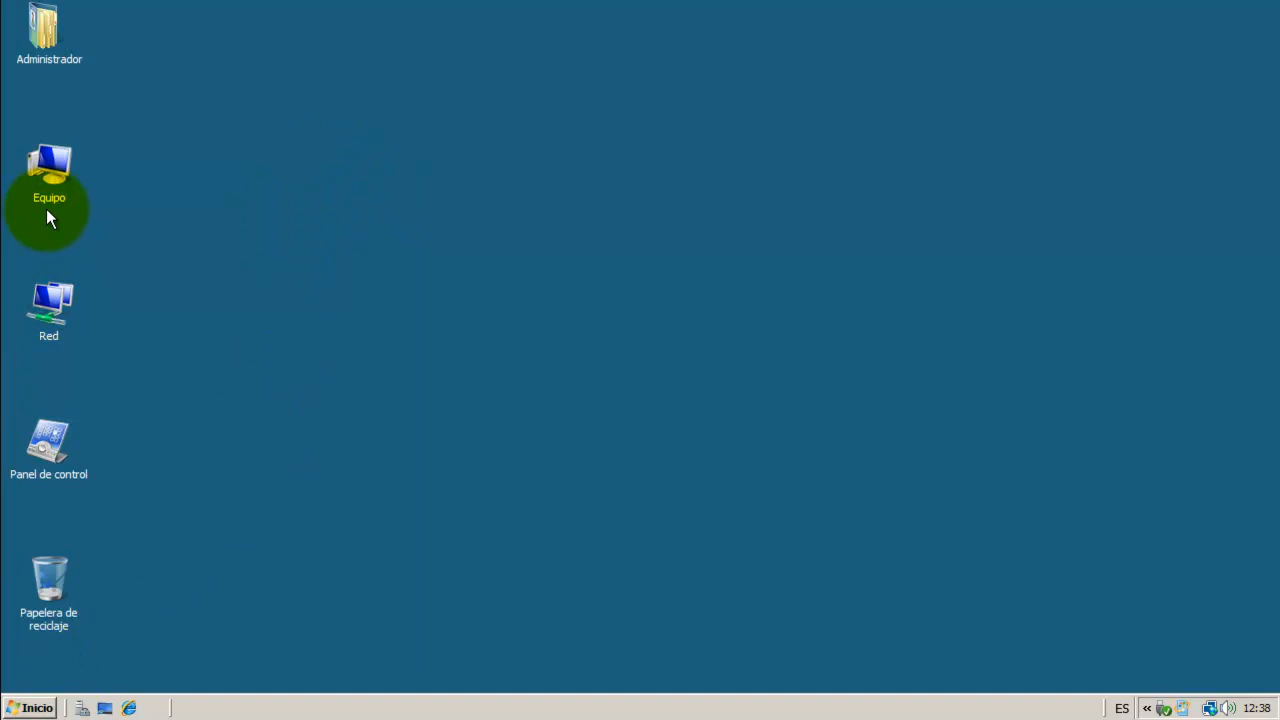 Administrador
Equipo
Red
Panel de control
Papelera de
reciclaje
Inicio
ES
«
12:38